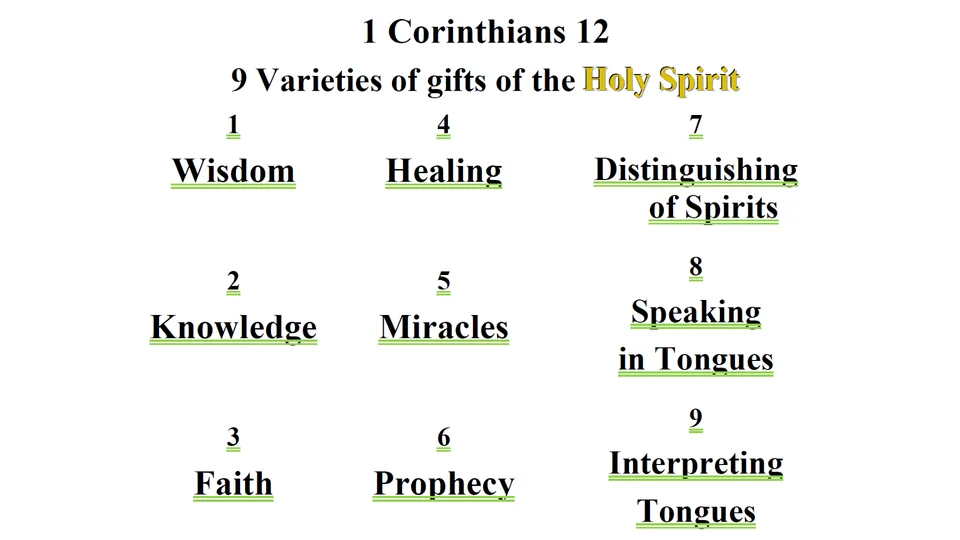 1 Corinthians 12
9 Varieties of gifts of the Holy Spirit
1
Wisdom
2
Knowledge
3
Faith
4
Healing
5
Miracles
6
Prophecy
7
Distinguishing
of Spirits
8
Speaking
in Tongues
9
Interpreting
Tongues